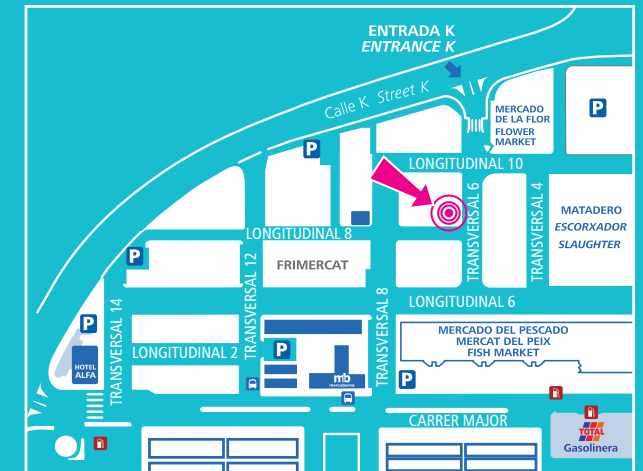 ENTRADA K
ENTRANCE K
Calle K Street K
P
MERCADO
DE LA FLOR
FLOWER
MARKET
P
LONGITUDINAL 10
TRANSVERSAL 6
TRANSVERSAL 4
MATADERO
ESCORXADOR
SLAUGHTER
LONGITUDINAL 8
P
FRIMERCAT
TRANSVERSAL 12
TRANSVERSAL 8
LONGITUDINAL 6
P
TRANSVERSAL 14
MERCADO DEL PESCADO
MERCAT DEL PEIX
FISH MARKET
LONGITUDINAL 2
P
HOTEL
ALFA
mb
mercabarna
P
CARRER MAJOR
TOTAL
Gasolinera